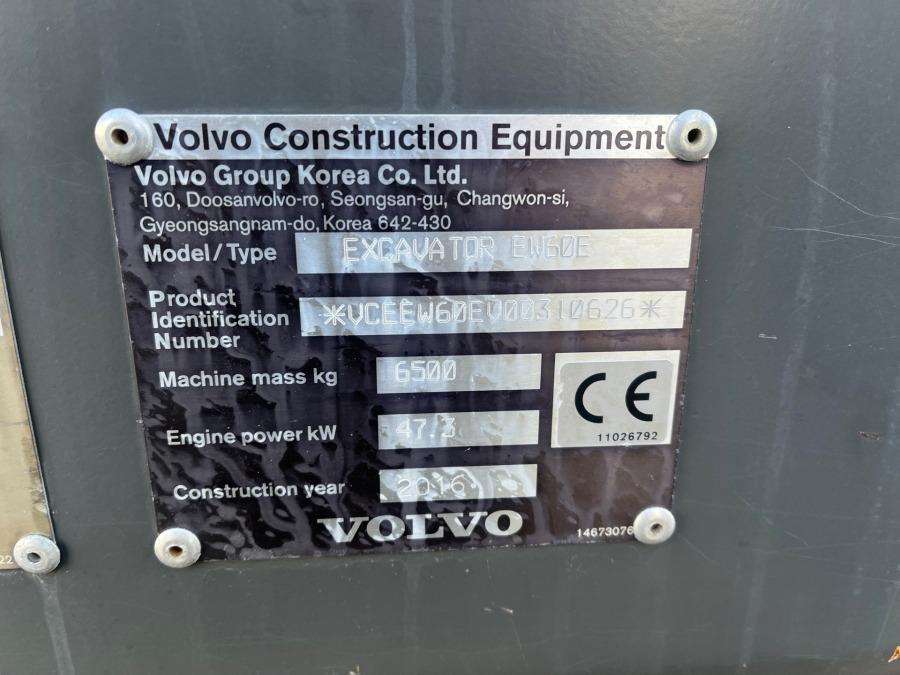 Volvo Construction Equipment
Volvo Group Korea Co. Ltd.
160, Doosanvolvo-ro, Seongsan-gu, Changwon-si,
Gyeongsangnam-do, Korea 642-430
Model/Type EXCAVATOR EW60E
Product
Identification *VCEEW60EV00310626*
Number
Machine mass kg 6500
CE
Engine power kW 47.3
11026792
Construction year 2016
VOLVO
14673076
22